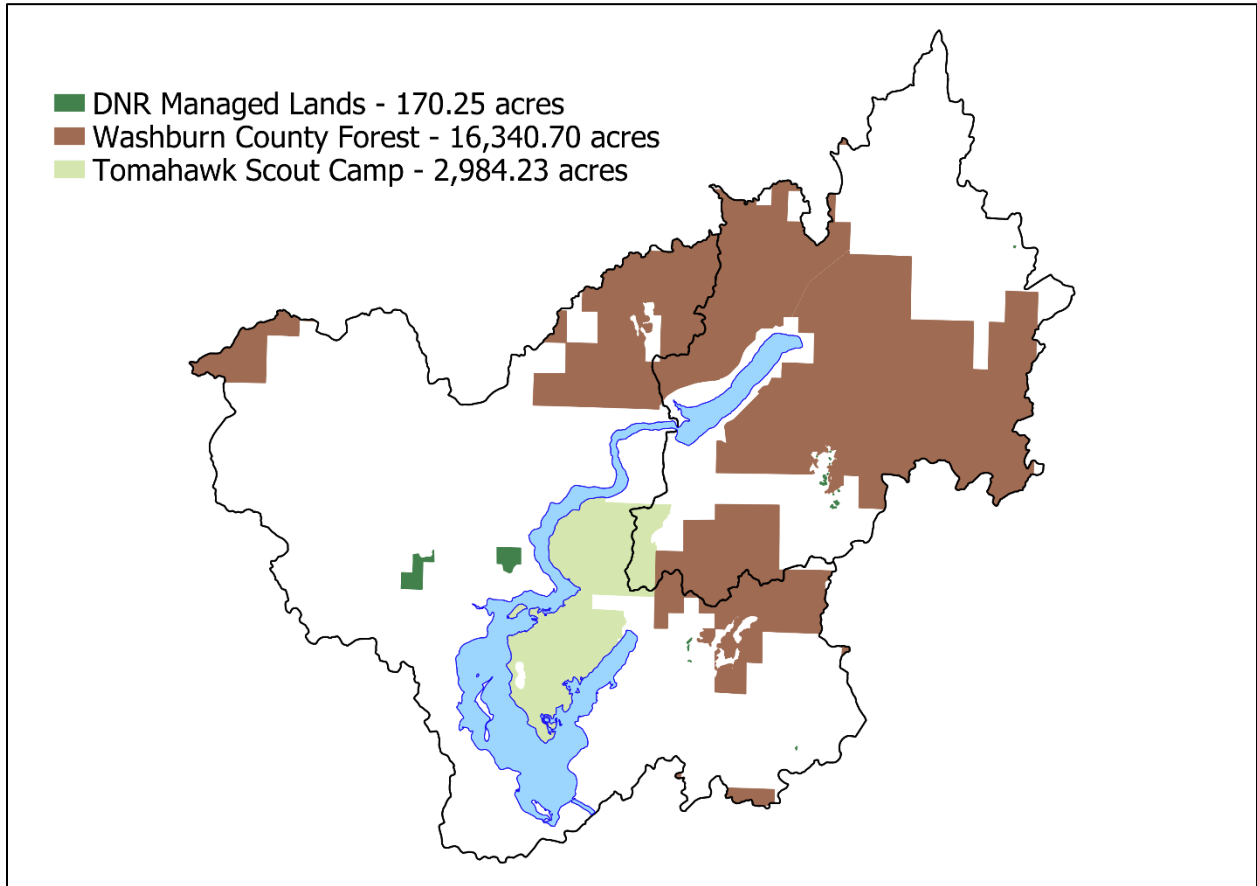 DNR Managed Lands - 170.25 acres
Washburn County Forest - 16,340.70 acres
Tomahawk Scout Camp - 2,984.23 acres